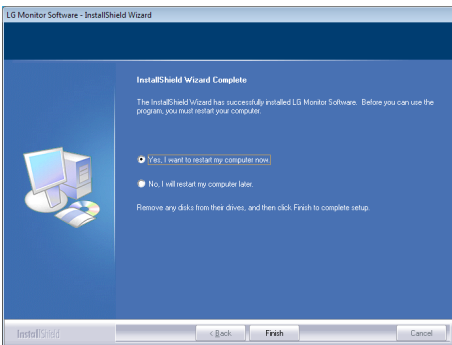 LG Monitor Software - InstallShield Wizard
InstallShield Wizard Complete
The InstallShield Wizard has successfully installed LG Monitor Software. Before you can use the
program, you must restart your computer.
Yes, I want to restart my computer now.
No, I will restart my computer later.
Remove any disks from their drives, and then click Finish to complete setup.
InstallShield
< Back Finish Cancel